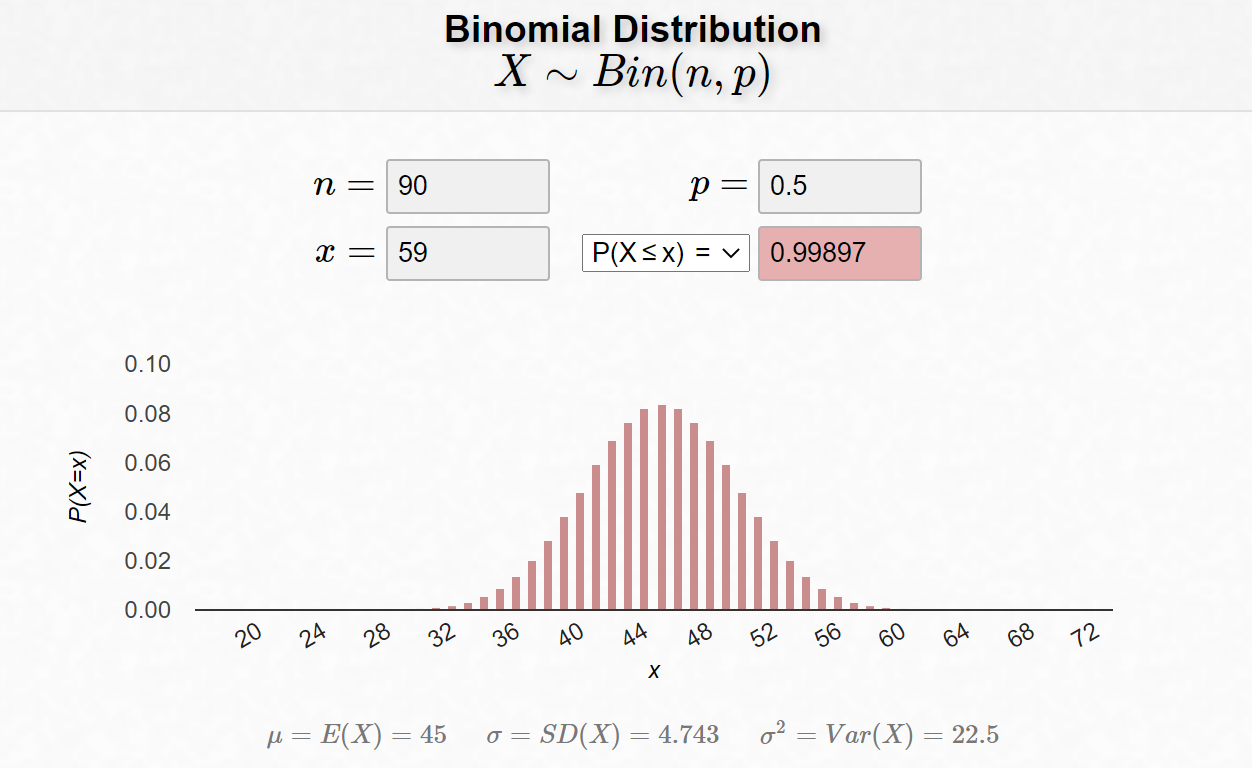 Binomial Distribution
X ∼ Bin(n, p)
n = 90 p = 0.5
x = 59 P(X ≤ x) = 0.99897
0.10
0.08
0.06
0.04
0.02
0.00
P(X=x)
20 24 28 32 36 40 44 48 52 56 60 64 68 72
x
μ = E(X) = 45 σ = SD(X) = 4.743 σ² = Var(X) = 22.5